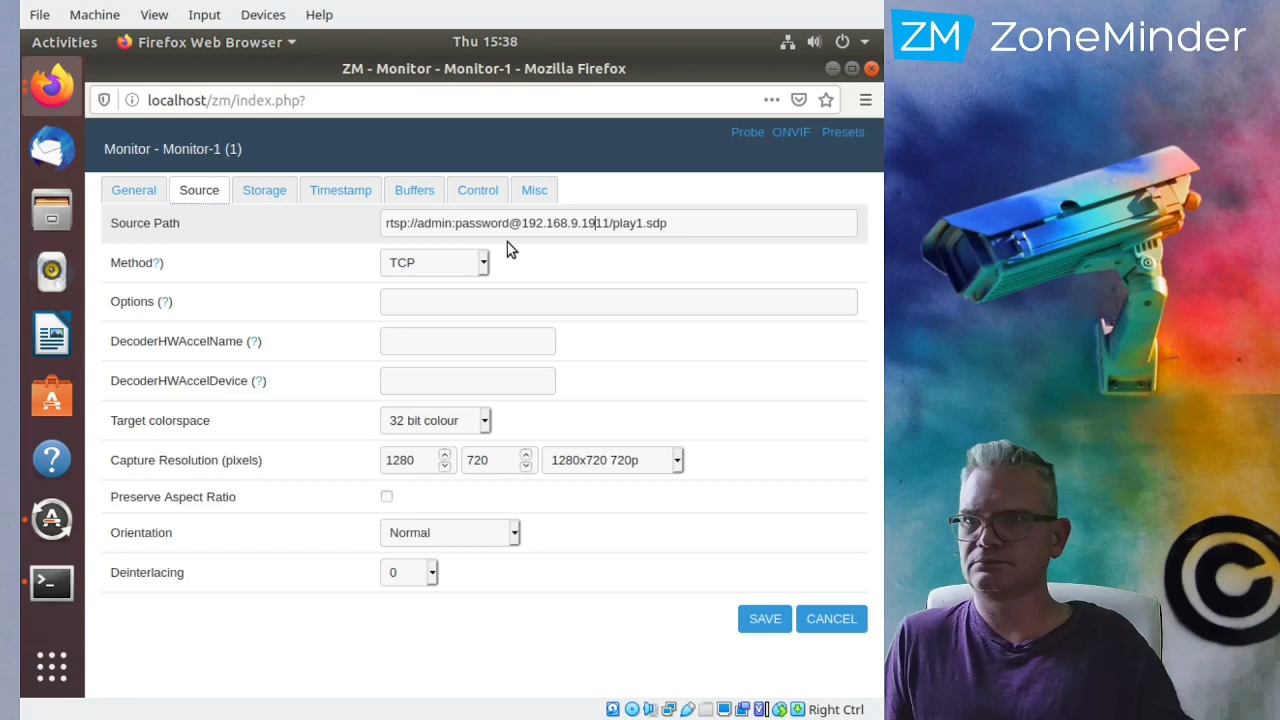 File Machine View Input Devices Help
Activities Firefox Web Browser Thu 15:38
ZM - Monitor - Monitor-1 - Mozilla Firefox
localhost/zm/index.php?
Probe ONVIF Presets
Monitor - Monitor-1 (1)
General Source Storage Timestamp Buffers Control Misc
Source Path rtsp://admin:password@192.168.9.1911/play1.sdp
Method?) TCP
Options (?)
DecoderHWAccelName (?)
DecoderHWAccelDevice (?)
Target colorspace 32 bit colour
Capture Resolution (pixels) 1280 720 1280x720 720p
Preserve Aspect Ratio
Orientation Normal
Deinterlacing 0
SAVE CANCEL
Right Ctrl
ZM ZoneMinder